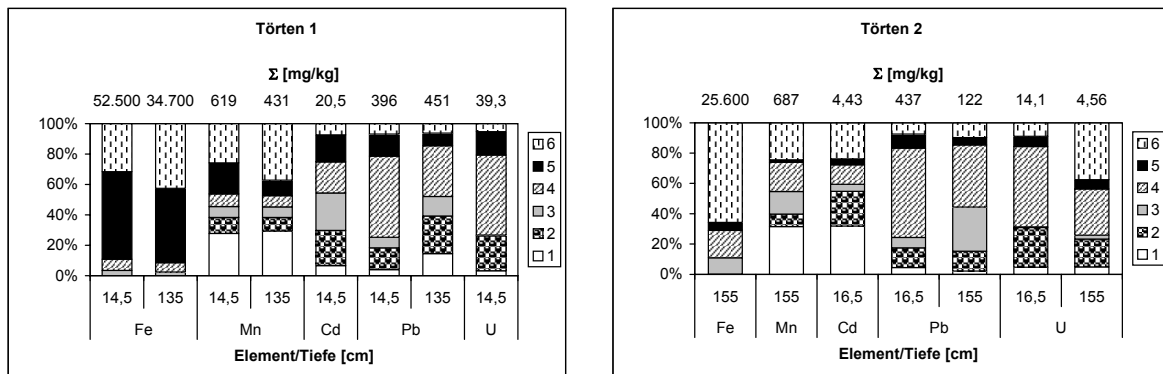 Törten 1
Σ [mg/kg]
52.500 34.700 619 431 20,5 396 451 39,3
100%
80%
60%
40%
20%
0%
6
5
4
3
2
1
14,5 135 14,5 135 14,5 14,5 135 14,5
Fe Mn Cd Pb U
Element/Tiefe [cm]
Törten 2
Σ [mg/kg]
25.600 687 4,43 437 122 14,1 4,56
100%
80%
60%
40%
20%
0%
6
5
4
3
2
1
155 155 16,5 16,5 155 16,5 155
Fe Mn Cd Pb U
Element/Tiefe [cm]